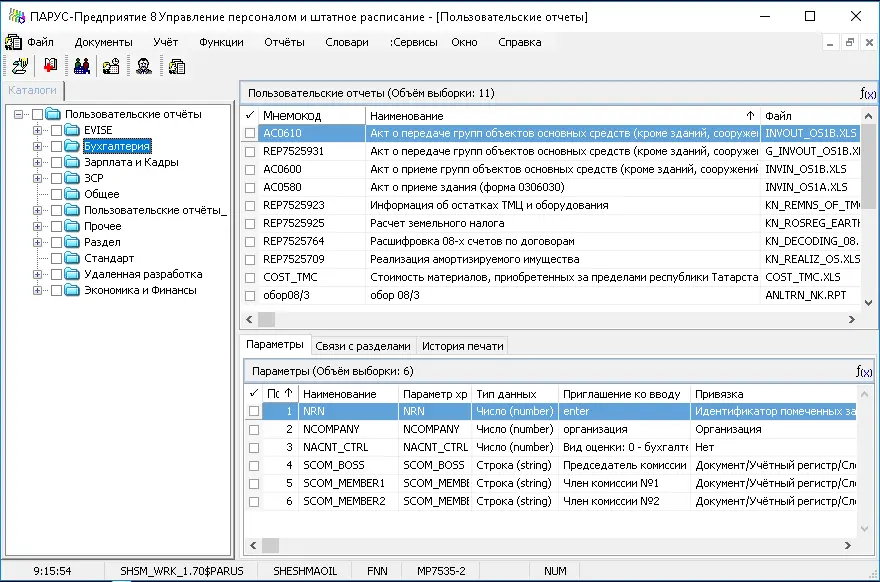 ПАРУС-Предприятие 8 Управление персоналом и штатное расписание - [Пользовательские отчеты]
Файл Документы Учёт Функции Отчёты Словари :Сервисы Окно Справка
Каталоги
Пользовательские отчёты
EVISE
Бухгалтерия
Зарплата и Кадры
ЗСР
Общее
Пользовательские отчёты_
Прочее
Раздел
Стандарт
Удаленная разработка
Экономика и Финансы
Пользовательские отчеты (Объём выборки: 11) f(x)
Мнемокод Наименование Файл
AC0610 Акт о передаче групп объектов основных средств (кроме зданий, сооружен INVOUT_OS1B.XLS
REP7525931 Акт о передаче групп объектов основных средств (кроме зданий, сооружен G_INVOUT_OS1B.XI
AC0600 Акт о приеме групп объектов основных средств (кроме зданий, сооружений INVIN_OS1B.XLS
AC0580 Акт о приеме здания (форма 0306030) INVIN_OS1A.XLS
REP7525923 Информация об остатках ТМЦ и оборудования KN_REMNS_OF_TM
REP7525925 Расчет земельного налога KN_ROSREG_EARTH
REP7525764 Расшифровка 08-х счетов по договорам KN_DECODING_08.
REP7525709 Реализация амортизируемого имущества KN_REALIZ_OS.XLS
COST_TMC Стоимость материалов, приобретенных за пределами республики Татарста COST_TMC.XLS
обор08/3 обор 08/3 ANLTRN_NK.RPT
Параметры Связи с разделами История печати
Параметры (Объём выборки: 6) f(x)
Пс Наименование Параметр хр Тип данных Приглашение ко вводу Привязка
1 NRN NRN Число (number) enter Идентификатор помеченных за
2 NCOMPANY NCOMPANY Число (number) организация Организация
3 NACNT_CTRL NACNT_CTRL Число (number) Вид оценки: 0 - бухгалте Нет
4 SCOM_BOSS SCOM_BOSS Строка (string) Председатель комиссии Документ/Учётный регистр/Сло
5 SCOM_MEMBER1 SCOM_MEMBE Строка (string) Член комиссии №1 Документ/Учётный регистр/Сло
6 SCOM_MEMBER2 SCOM_MEMBE Строка (string) Член комиссии №2 Документ/Учётный регистр/Сло
9:15:54 SHSM_WRK_1.70$PARUS SHESHMAOIL FNN MP7535-2 NUM